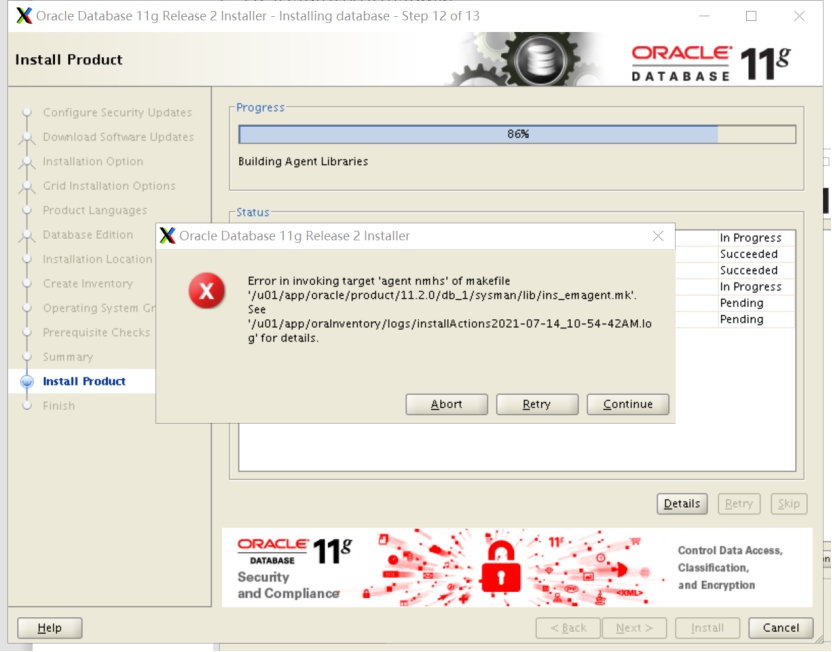 Oracle Database 11g Release 2 Installer - Installing database - Step 12 of 13
Install Product
ORACLE 11g
DATABASE
Configure Security Updates
Download Software Updates
Installation Option
Grid Installation Options
Product Languages
Database Edition
Installation Location
Create Inventory
Operating System Gr
Prerequisite Checks
Summary
Install Product
Finish
Progress
86%
Building Agent Libraries
Status
In Progress
Succeeded
Succeeded
In Progress
Pending
Pending
Oracle Database 11g Release 2 Installer
Error in invoking target 'agent nmhs' of makefile
'/u01/app/oracle/product/11.2.0/db_1/sysman/lib/ins_emagent.mk'.
See
'/u01/app/oraInventory/logs/installActions2021-07-14_10-54-42AM.lo
g' for details.
Abort
Retry
Continue
Details
Retry
Skip
ORACLE 11g
DATABASE
Security
and Compliance
11g
<XML>
Control Data Access,
Classification,
and Encryption
Help
< Back
Next >
Install
Cancel